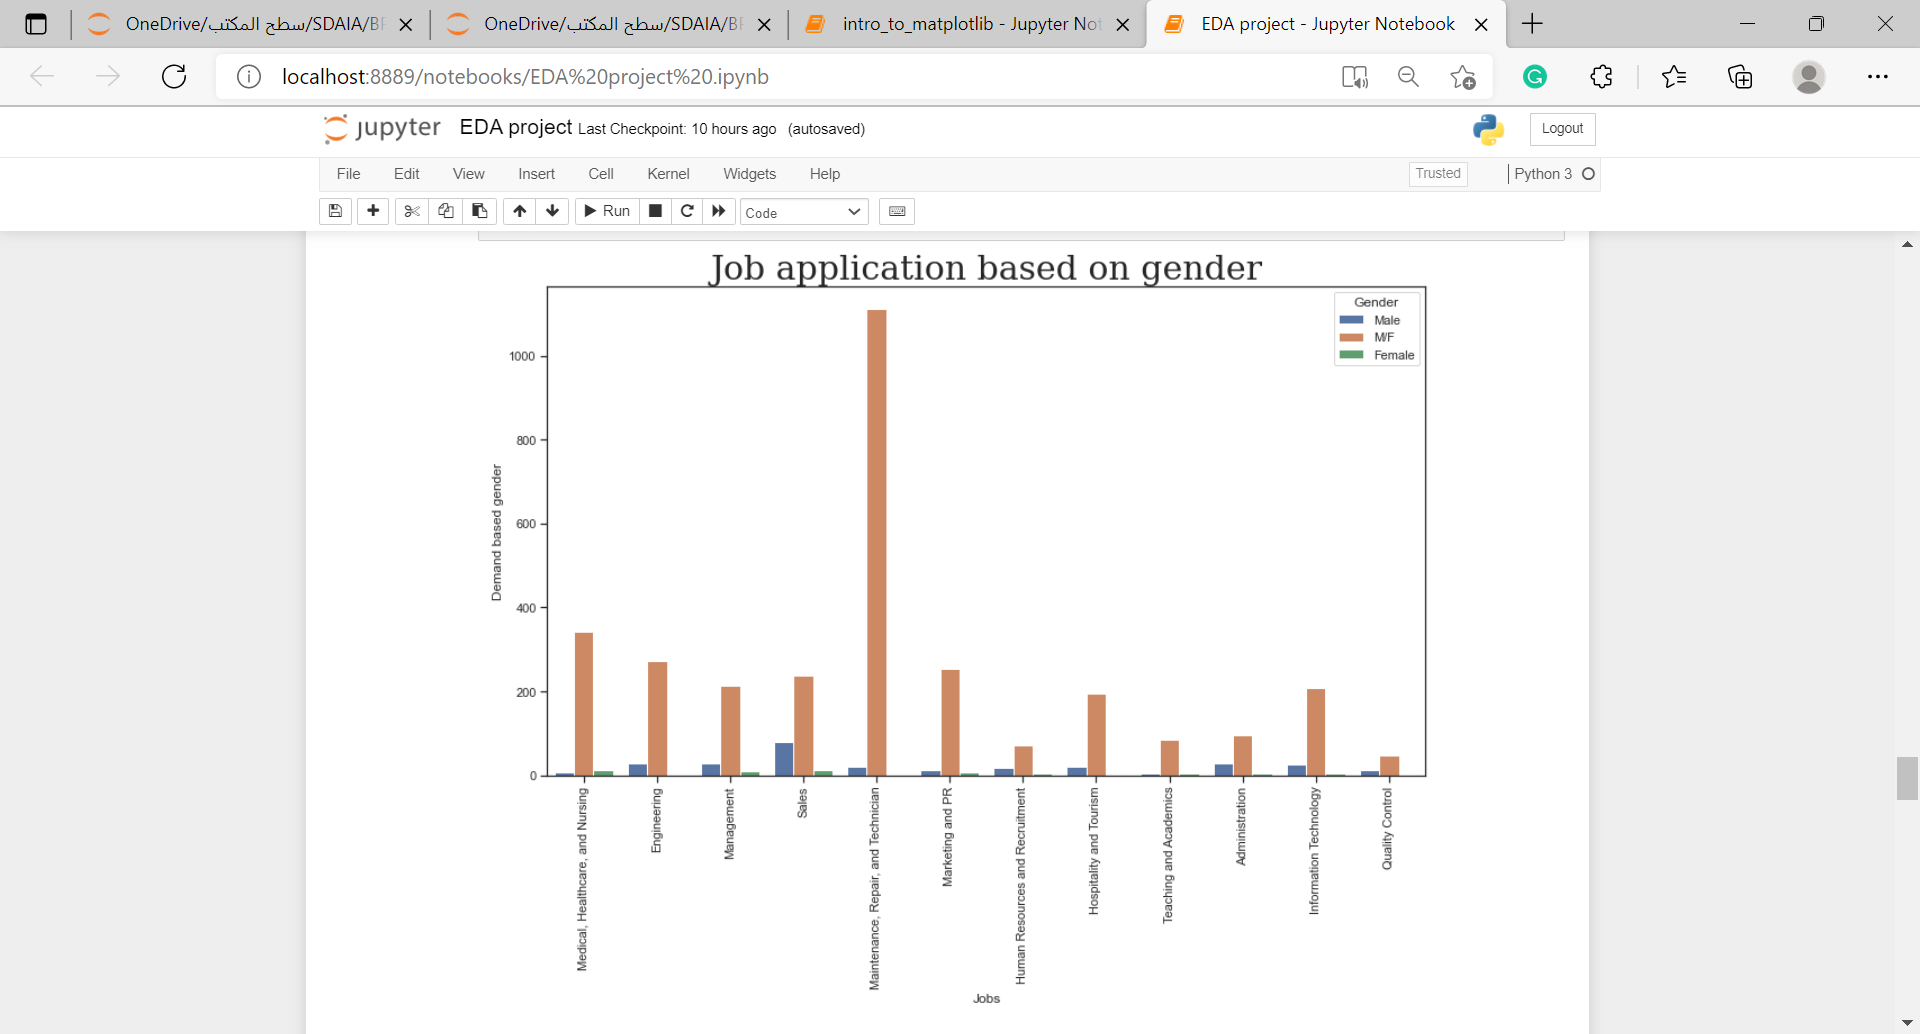 OneDrive/سطح المكتب/SDAIA/BF
OneDrive/سطح المكتب/SDAIA/BF
intro_to_matplotlib - Jupyter Not
EDA project - Jupyter Notebook
localhost:8889/notebooks/EDA%20project%20.ipynb
jupyter EDA project Last Checkpoint: 10 hours ago (autosaved)
Logout
File Edit View Insert Cell Kernel Widgets Help
Trusted
Python 3
Run
Code
Job application based on gender
Gender
Male
M/F
Female
1000
800
600
400
200
0
Demand based gender
Medical, Healthcare, and Nursing
Engineering
Management
Sales
Maintenance, Repair, and Technician
Marketing and PR
Human Resources and Recruitment
Hospitality and Tourism
Teaching and Academics
Administration
Information Technology
Quality Control
Jobs